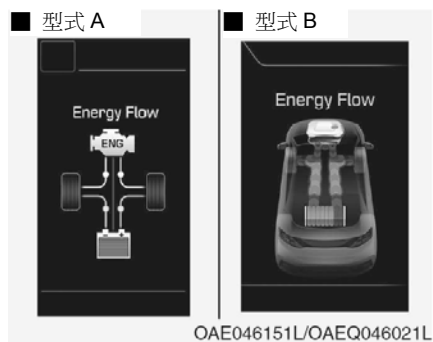 ■ 型式 A
■ 型式 B
Energy Flow
ENG
Energy Flow
OAE046151L/OAEQ046021L